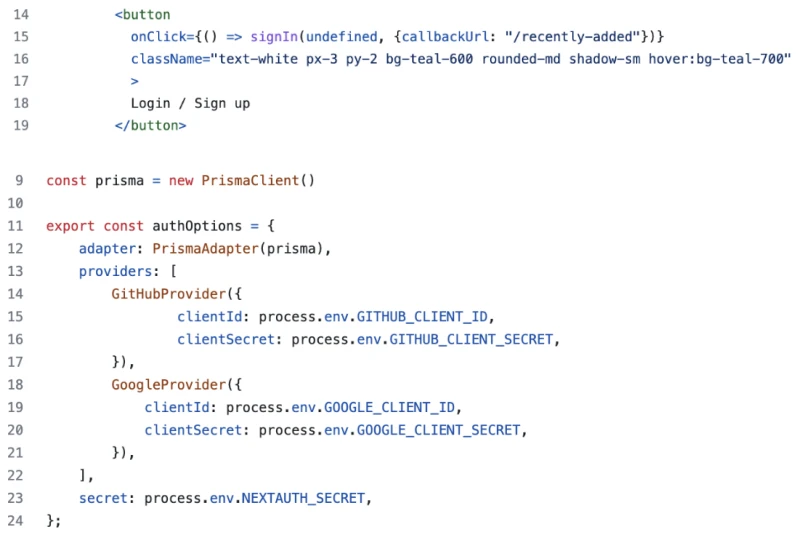 14 <button
15 onClick={() => signIn(undefined, {callbackUrl: "/recently-added"})}
16 className="text-white px-3 py-2 bg-teal-600 rounded-md shadow-sm hover:bg-teal-700"
17 >
18 Login / Sign up
19 </button>
9 const prisma = new PrismaClient()
10
11 export const authOptions = {
12 adapter: PrismaAdapter(prisma),
13 providers: [
14 GitHubProvider({
15 clientId: process.env.GITHUB_CLIENT_ID,
16 clientSecret: process.env.GITHUB_CLIENT_SECRET,
17 }),
18 GoogleProvider({
19 clientId: process.env.GOOGLE_CLIENT_ID,
20 clientSecret: process.env.GOOGLE_CLIENT_SECRET,
21 }),
22 ],
23 secret: process.env.NEXTAUTH_SECRET,
24 };